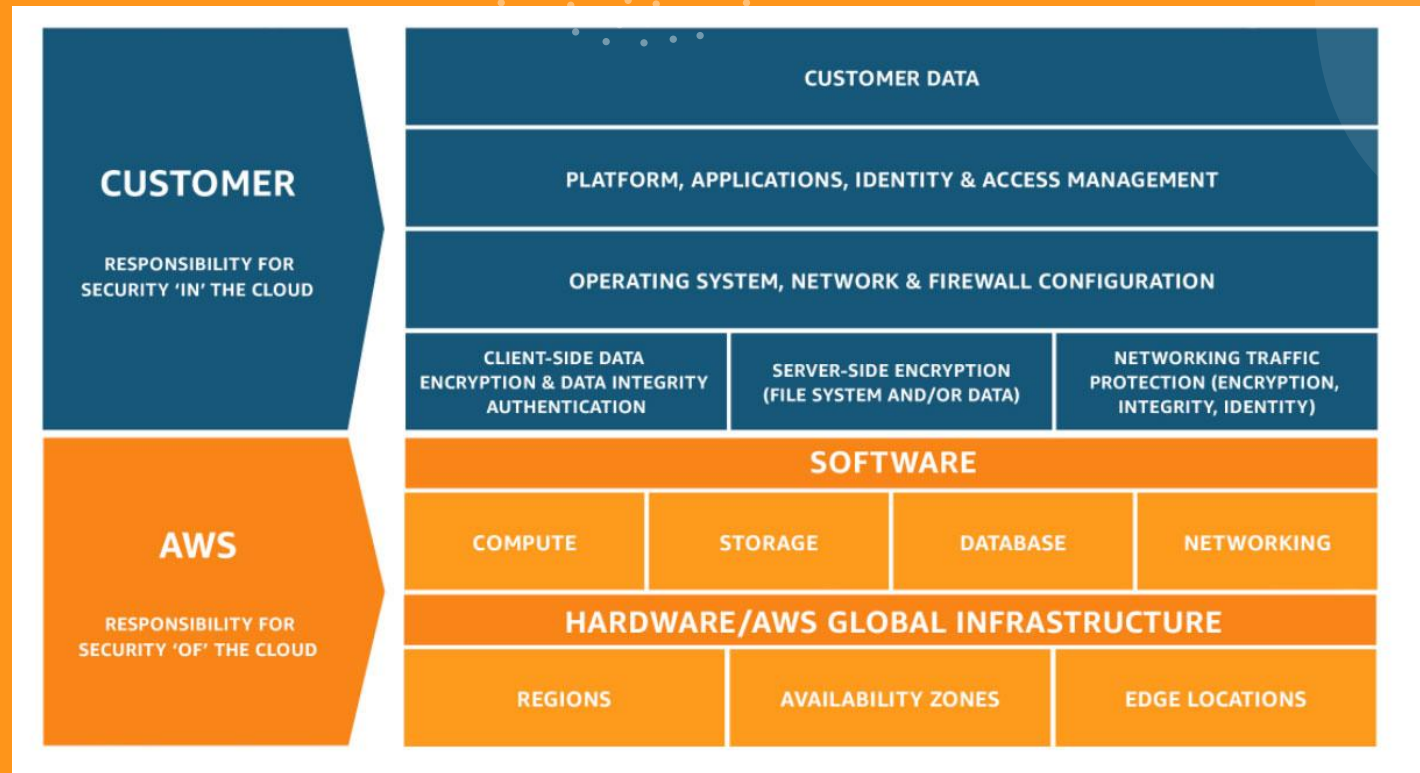 CUSTOMER
RESPONSIBILITY FOR
SECURITY ‘IN’ THE CLOUD
CUSTOMER DATA
PLATFORM, APPLICATIONS, IDENTITY & ACCESS MANAGEMENT
OPERATING SYSTEM, NETWORK & FIREWALL CONFIGURATION
CLIENT-SIDE DATA
ENCRYPTION & DATA INTEGRITY
AUTHENTICATION
SERVER-SIDE ENCRYPTION
(FILE SYSTEM AND/OR DATA)
NETWORKING TRAFFIC
PROTECTION (ENCRYPTION,
INTEGRITY, IDENTITY)
AWS
RESPONSIBILITY FOR
SECURITY ‘OF’ THE CLOUD
SOFTWARE
COMPUTE
STORAGE
DATABASE
NETWORKING
HARDWARE/AWS GLOBAL INFRASTRUCTURE
REGIONS
AVAILABILITY ZONES
EDGE LOCATIONS